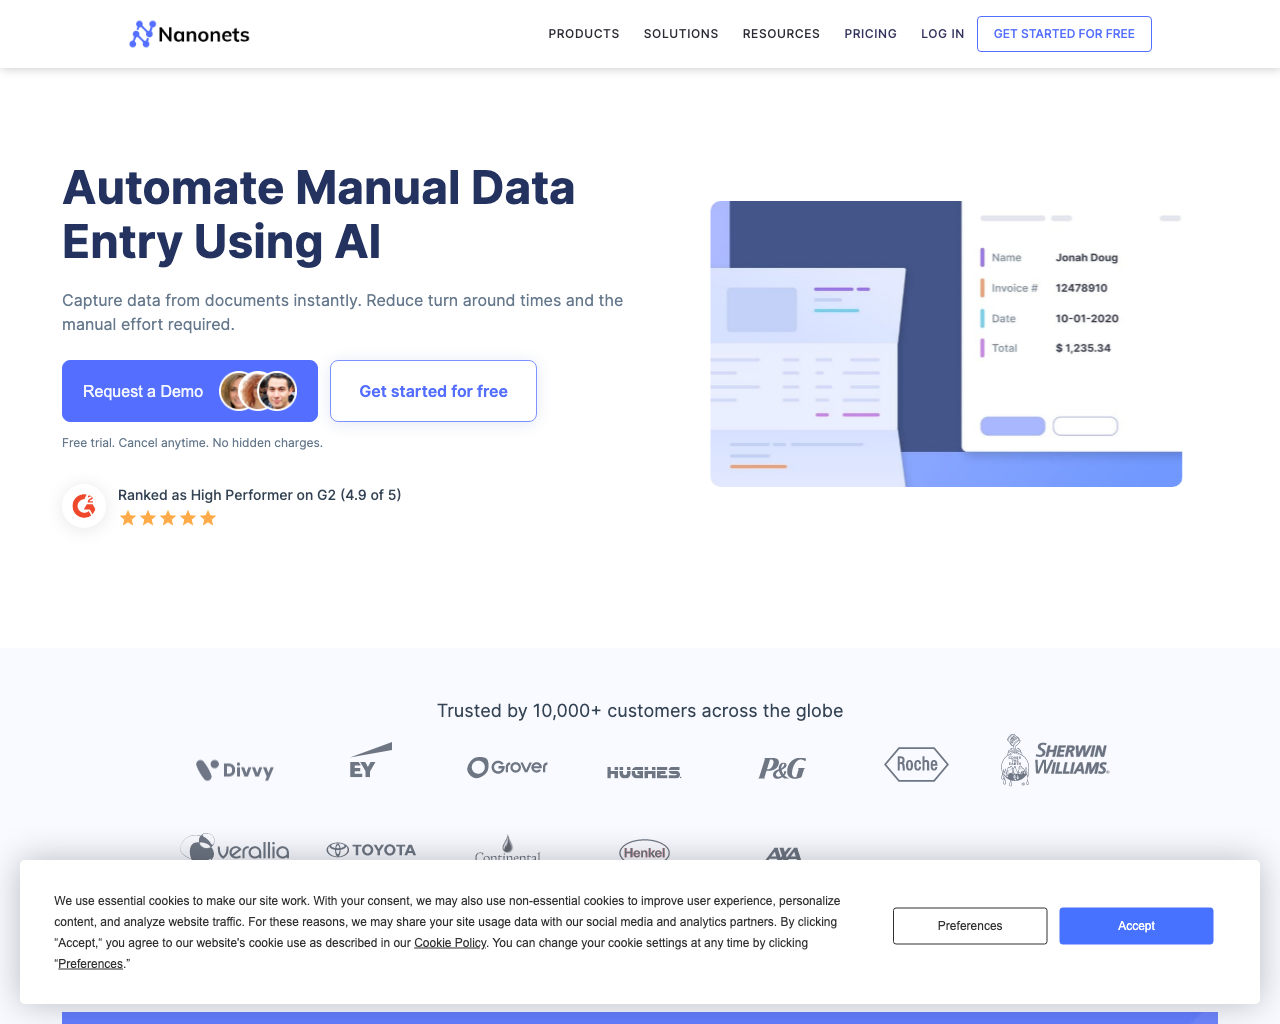 Nanonets
PRODUCTS SOLUTIONS RESOURCES PRICING LOG IN GET STARTED FOR FREE
Automate Manual Data
Entry Using AI
Capture data from documents instantly. Reduce turn around times and the
manual effort required.
Request a Demo
Get started for free
Free trial. Cancel anytime. No hidden charges.
Ranked as High Performer on G2 (4.9 of 5)
Name Jonah Doug
Invoice # 12478910
Date 10-01-2020
Total $ 1,235.34
Trusted by 10,000+ customers across the globe
Divvy EY Grover HUGHES P&G Roche SHERWIN
WILLIAMS
verallia TOYOTA Continental Henkel AXA
We use essential cookies to make our site work. With your consent, we may also use non-essential cookies to improve user experience, personalize
content, and analyze website traffic. For these reasons, we may share your site usage data with our social media and analytics partners. By clicking
“Accept,” you agree to our website's cookie use as described in our Cookie Policy. You can change your cookie settings at any time by clicking
“Preferences.”
Preferences
Accept